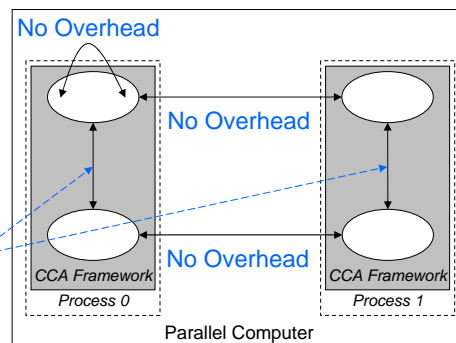 No Overhead
No Overhead
No Overhead
CCA Framework
CCA Framework
Process 0
Process 1
Parallel Computer